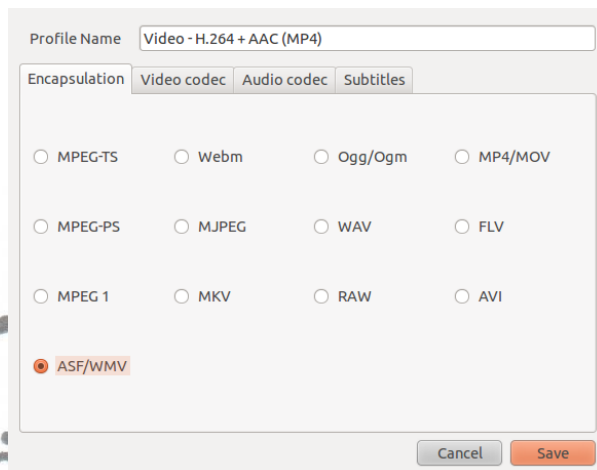 Profile Name Video - H.264 + AAC (MP4)
Encapsulation Video codec Audio codec Subtitles
MPEG-TS Webm Ogg/Ogm MP4/MOV
MPEG-PS MJPEG WAV FLV
MPEG 1 MKV RAW AVI
ASF/WMV
Cancel Save